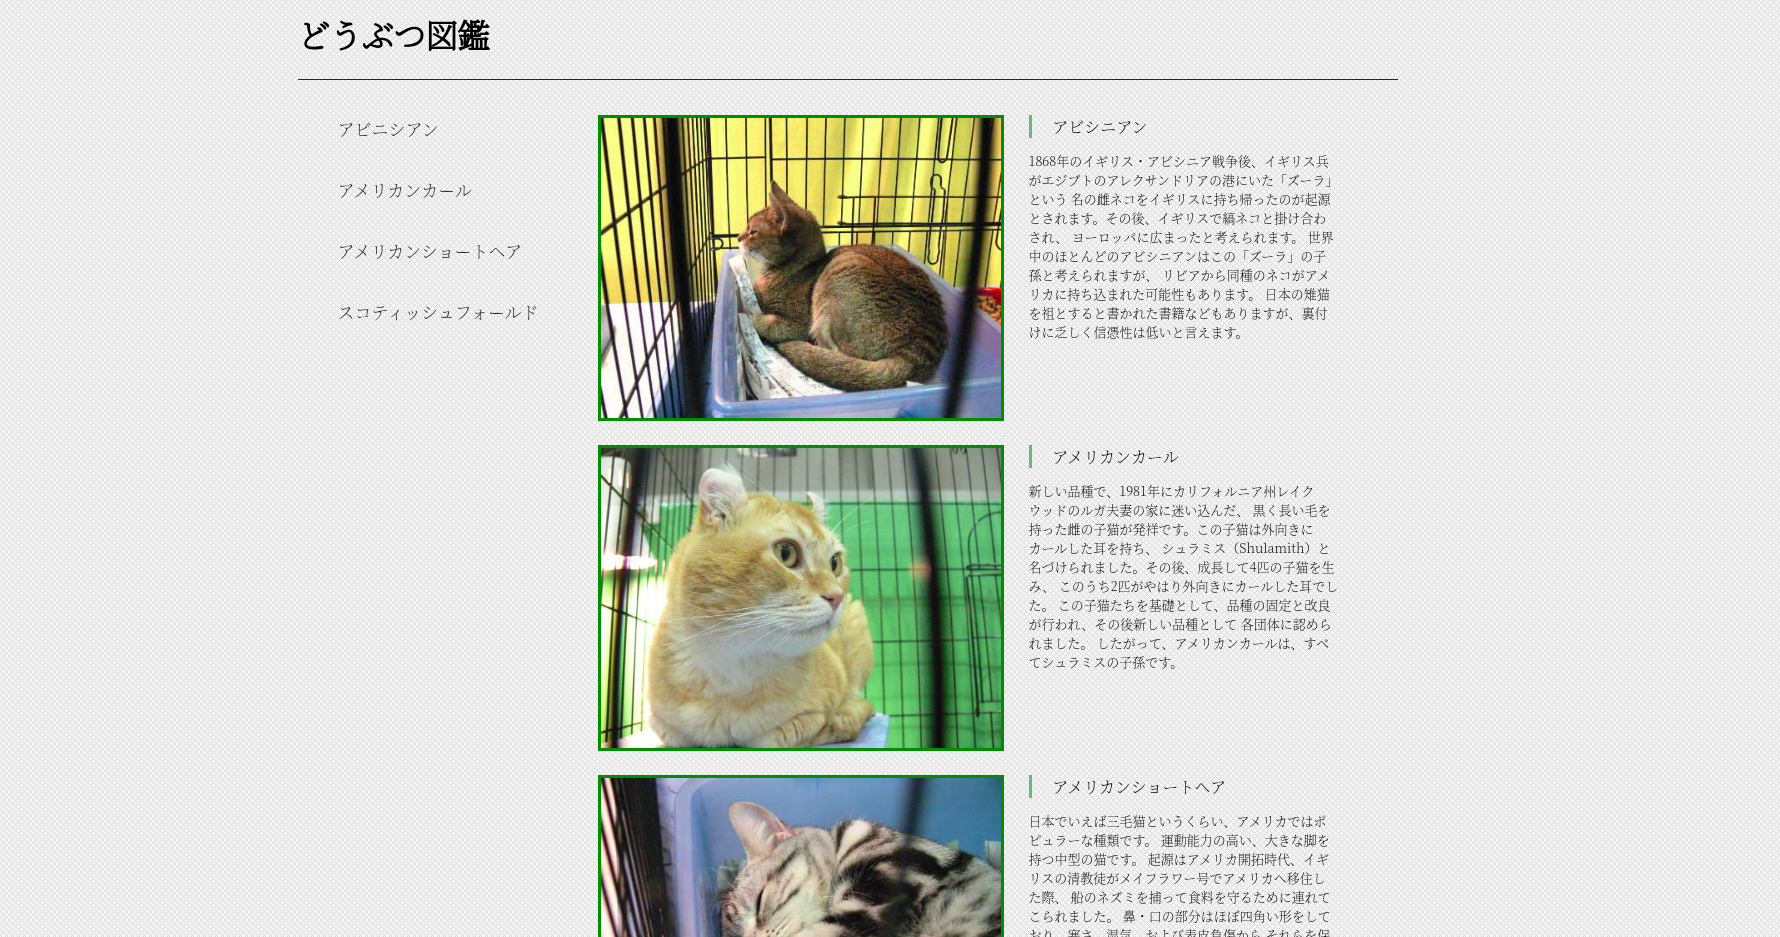 どうぶつ図鑑
アビニシアン
アメリカンカール
アメリカンショートヘア
スコティッシュフォールド
アビシニアン
1868年のイギリス・アビシニア戦争後、イギリス兵
がエジプトのアレクサンドリアの港にいた「ズーラ」
という 名の雌ネコをイギリスに持ち帰ったのが起源
とされます。その後、イギリスで縞ネコと掛け合わ
され、 ヨーロッパに広まったと考えられます。 世界
中のほとんどのアビシニアンはこの「ズーラ」の子
孫と考えられますが、 リビアから同種のネコがアメ
リカに持ち込まれた可能性もあります。 日本の雉猫
を祖とすると書かれた書籍などもありますが、裏付
けに乏しく信憑性は低いと言えます。
アメリカンカール
新しい品種で、1981年にカリフォルニア州レイク
ウッドのルガ夫妻の家に迷い込んだ、 黒く長い毛を
持った雌の子猫が発祥です。この子猫は外向きに
カールした耳を持ち、 シュラミス（Shulamith）と
名づけられました。その後、成長して4匹の子猫を生
み、 このうち2匹がやはり外向きにカールした耳でし
た。 この子猫たちを基礎として、品種の固定と改良
が行われ、その後新しい品種として 各団体に認めら
れました。 したがって、アメリカンカールは、すべ
てシュラミスの子孫です。
アメリカンショートヘア
日本でいえば三毛猫というくらい、アメリカではポ
ピュラーな種類です。 運動能力の高い、大きな脚を
持つ中型の猫です。 起源はアメリカ開拓時代、イギ
リスの清教徒がメイフラワー号でアメリカへ移住し
た際、 船のネズミを捕って食料を守るために連れて
こられました。 鼻・口の部分はほぼ四角い形をして
おり、寒さ、湿気、および表皮負傷から それらを保